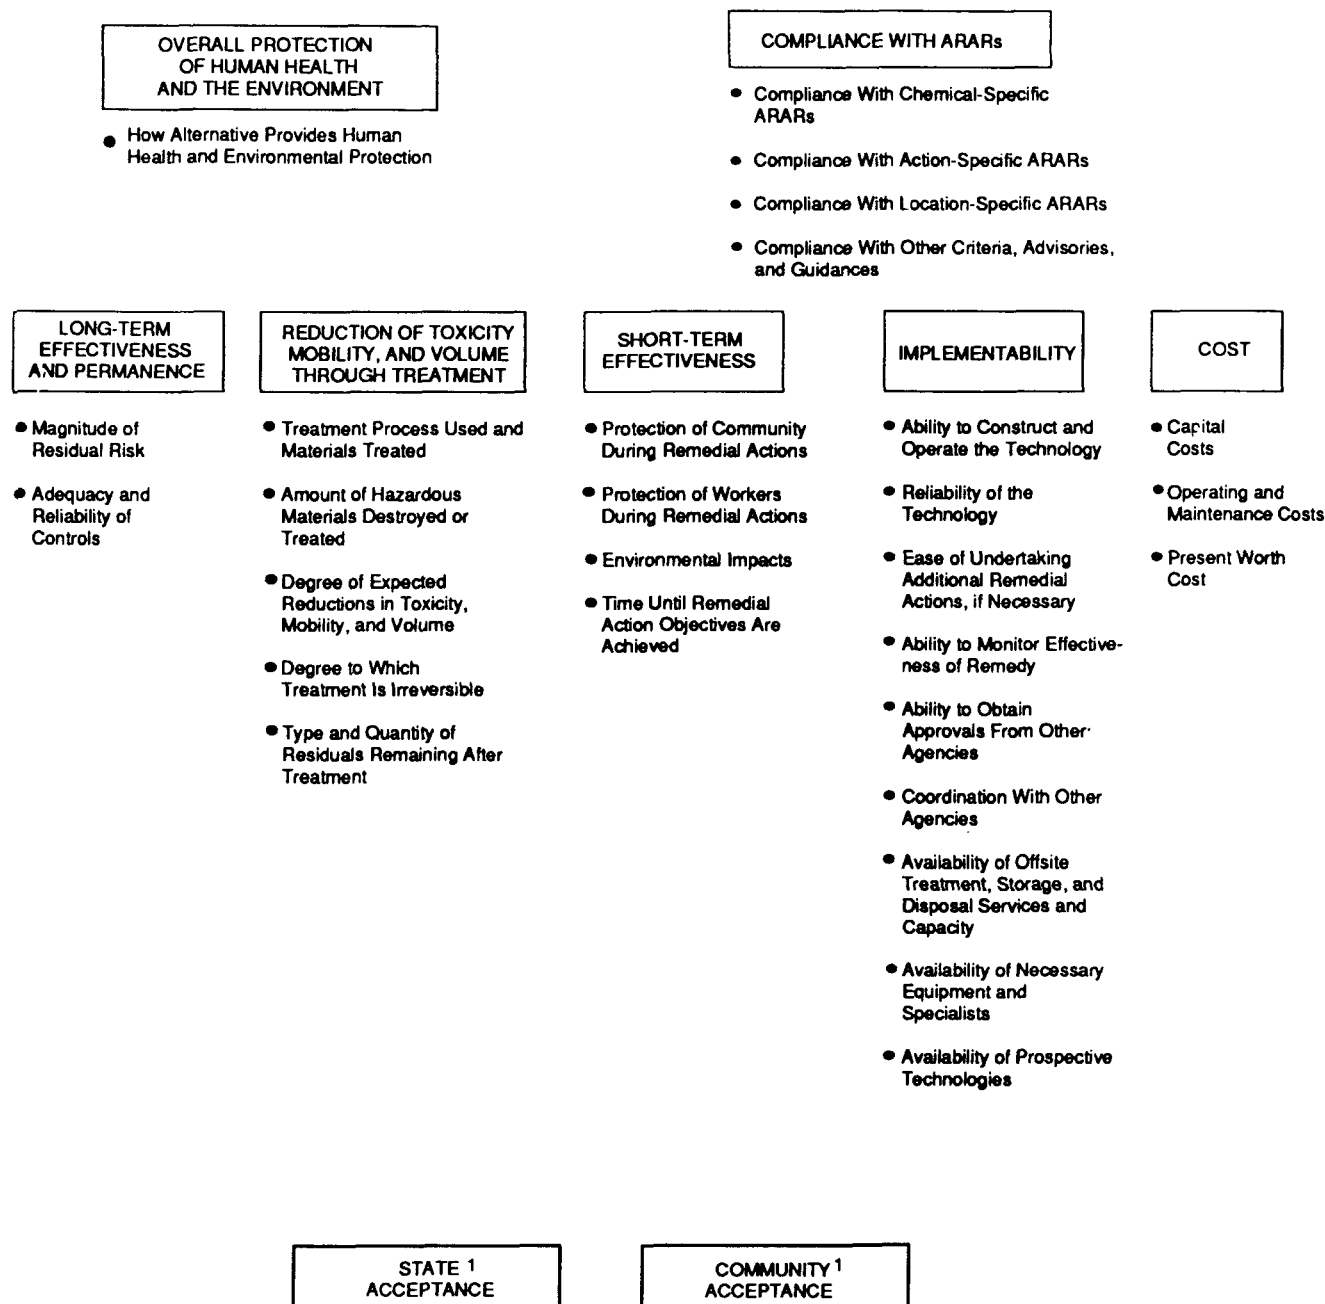 OVERALL PROTECTION
OF HUMAN HEALTH
AND THE ENVIRONMENT
● How Alternative Provides Human
Health and Environmental Protection
COMPLIANCE WITH ARARs
● Compliance With Chemical-Specific
ARARs
● Compliance With Action-Specific ARARs
● Compliance With Location-Specific ARARs
● Compliance With Other Criteria, Advisories,
and Guidances
LONG-TERM
EFFECTIVENESS
AND PERMANENCE
● Magnitude of
Residual Risk
● Adequacy and
Reliability of
Controls
REDUCTION OF TOXICITY
MOBILITY, AND VOLUME
THROUGH TREATMENT
● Treatment Process Used and
Materials Treated
● Amount of Hazardous
Materials Destroyed or
Treated
● Degree of Expected
Reductions in Toxicity,
Mobility, and Volume
● Degree to Which
Treatment Is Irreversible
● Type and Quantity of
Residuals Remaining After
Treatment
SHORT-TERM
EFFECTIVENESS
● Protection of Community
During Remedial Actions
● Protection of Workers
During Remedial Actions
● Environmental Impacts
● Time Until Remedial
Action Objectives Are
Achieved
IMPLEMENTABILITY
● Ability to Construct and
Operate the Technology
● Reliability of the
Technology
● Ease of Undertaking
Additional Remedial
Actions, if Necessary
● Ability to Monitor Effective-
ness of Remedy
● Ability to Obtain
Approvals From Other
Agencies
● Coordination With Other
Agencies
● Availability of Offsite
Treatment, Storage, and
Disposal Services and
Capacity
● Availability of Necessary
Equipment and
Specialists
● Availability of Prospective
Technologies
COST
● Capital
Costs
● Operating and
Maintenance Costs
● Present Worth
Cost
STATE 1
ACCEPTANCE
COMMUNITY 1
ACCEPTANCE